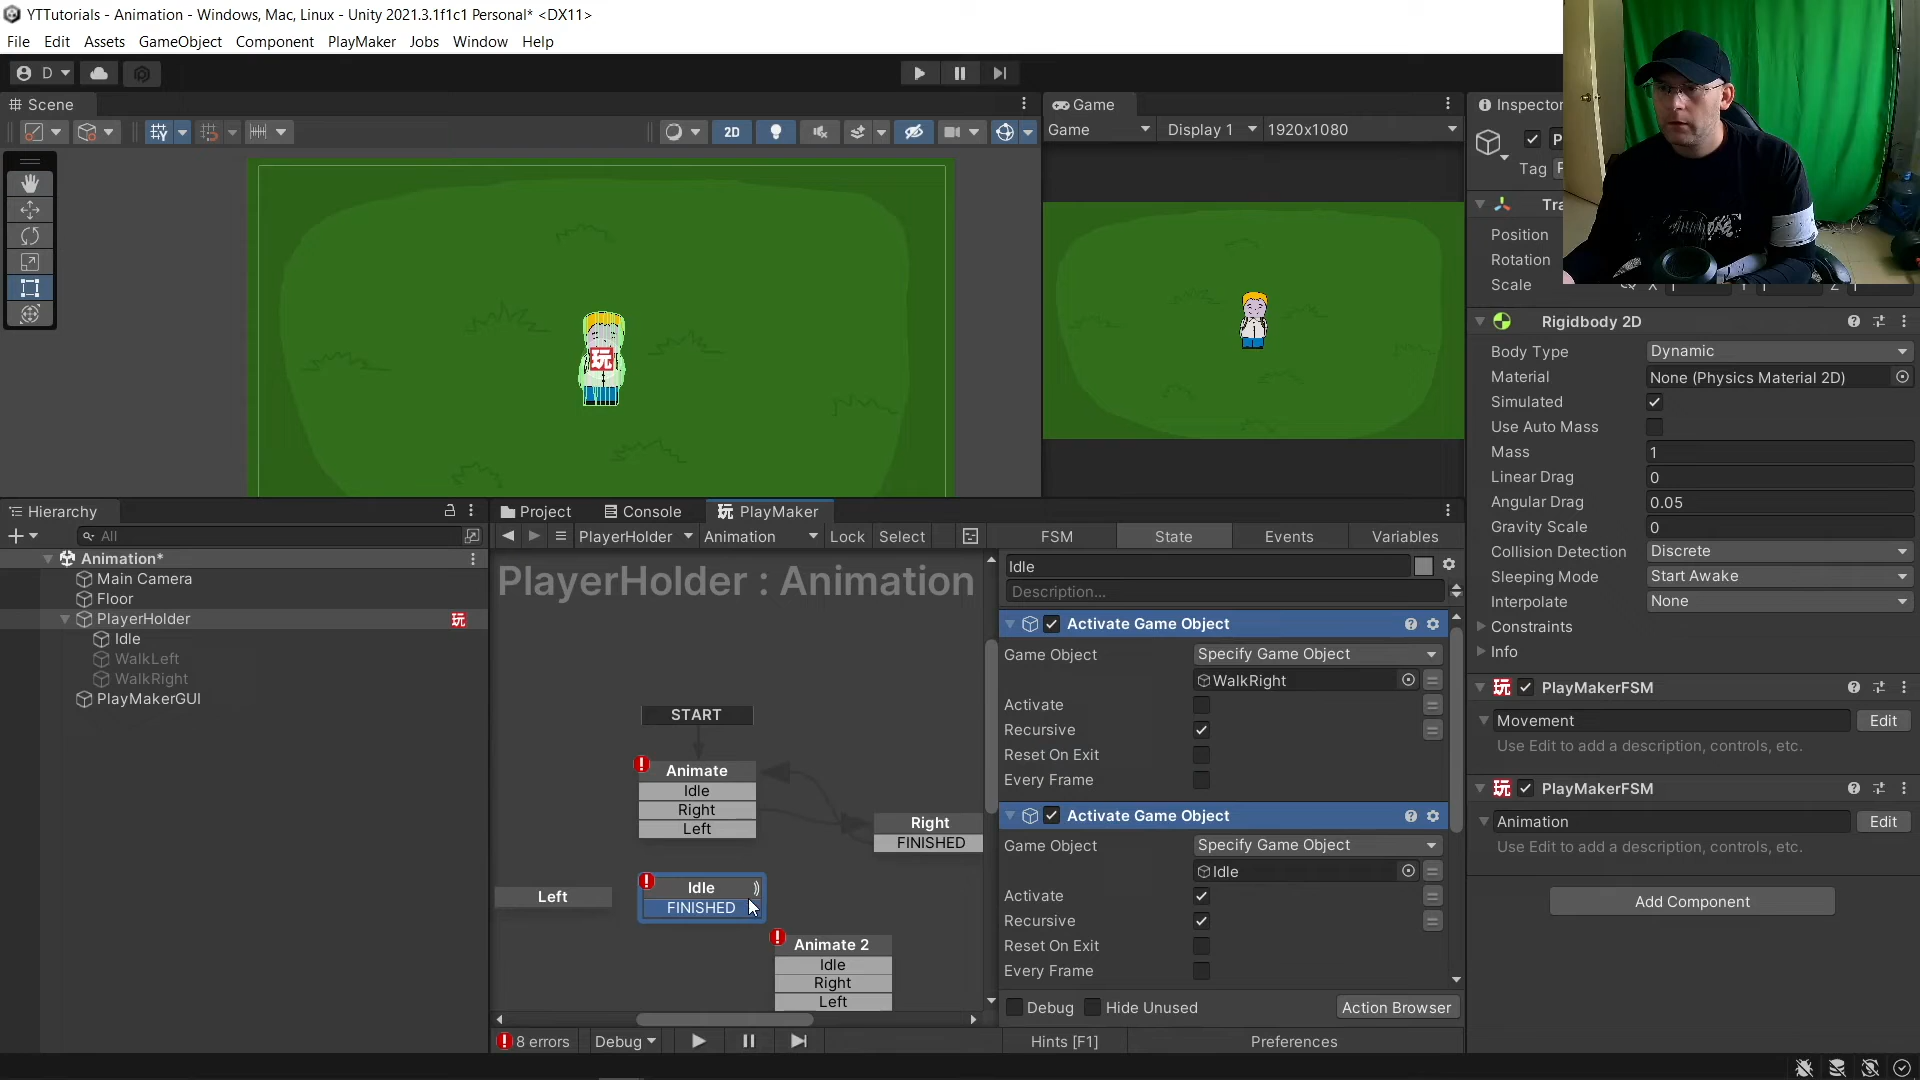 YTTutorials - Animation - Windows, Mac, Linux - Unity 2021.3.1f1c1 Personal* <DX11>
File Edit Assets GameObject Component PlayMaker Jobs Window Help
D
Scene
2D
玩
Game
Game Display 1 1920x1080
Inspector
Tag
Position
Rotation
Scale
Rigidbody 2D
Body Type Dynamic
Material None (Physics Material 2D)
Simulated
Use Auto Mass
Mass 1
Linear Drag 0
Angular Drag 0.05
Gravity Scale 0
Collision Detection Discrete
Sleeping Mode Start Awake
Interpolate None
Constraints
Info
玩 PlayMakerFSM
Movement Edit
Use Edit to add a description, controls, etc.
玩 PlayMakerFSM
Animation Edit
Use Edit to add a description, controls, etc.
Add Component
Hierarchy
All
Animation*
Main Camera
Floor
PlayerHolder 玩
Idle
WalkLeft
WalkRight
PlayMakerGUI
Project Console 玩 PlayMaker
PlayerHolder Animation Lock Select
PlayerHolder : Animation
START
! Animate
Idle
Right
Left
Right
FINISHED
Left
! Idle
FINISHED
! Animate 2
Idle
Right
Left
! 8 errors Debug
FSM State Events Variables
Idle
Description...
Activate Game Object
Game Object Specify Game Object
WalkRight
Activate
Recursive
Reset On Exit
Every Frame
Activate Game Object
Game Object Specify Game Object
Idle
Activate
Recursive
Reset On Exit
Every Frame
Debug Hide Unused Action Browser
Hints [F1] Preferences